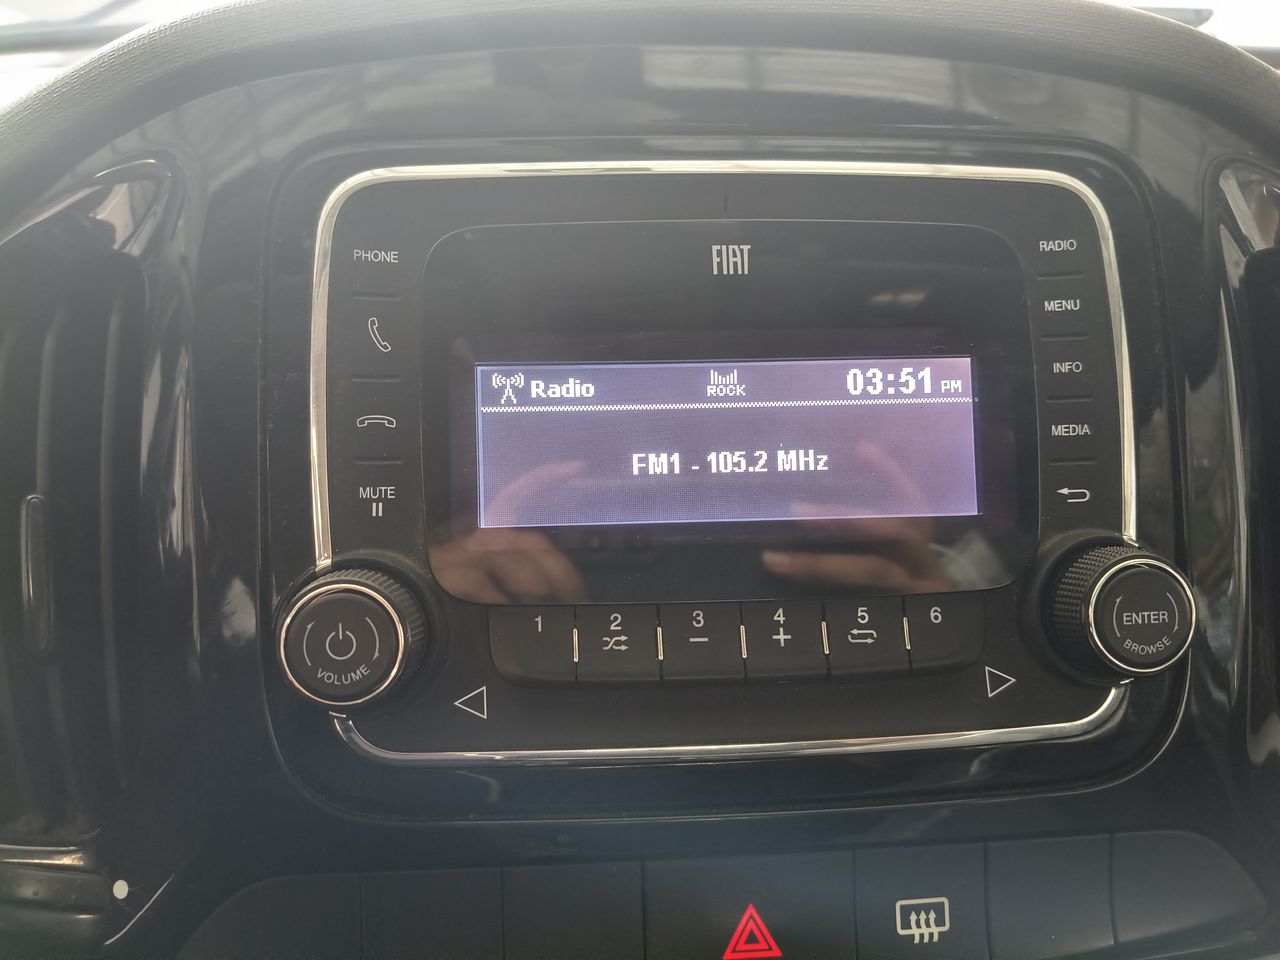 FIAT
PHONE
MUTE
RADIO
MENU
INFO
MEDIA
Radio
ROCK
03:51 PM
FM1 - 105.2 MHz
1 2 3 4 5 6
VOLUME
ENTER
BROWSE